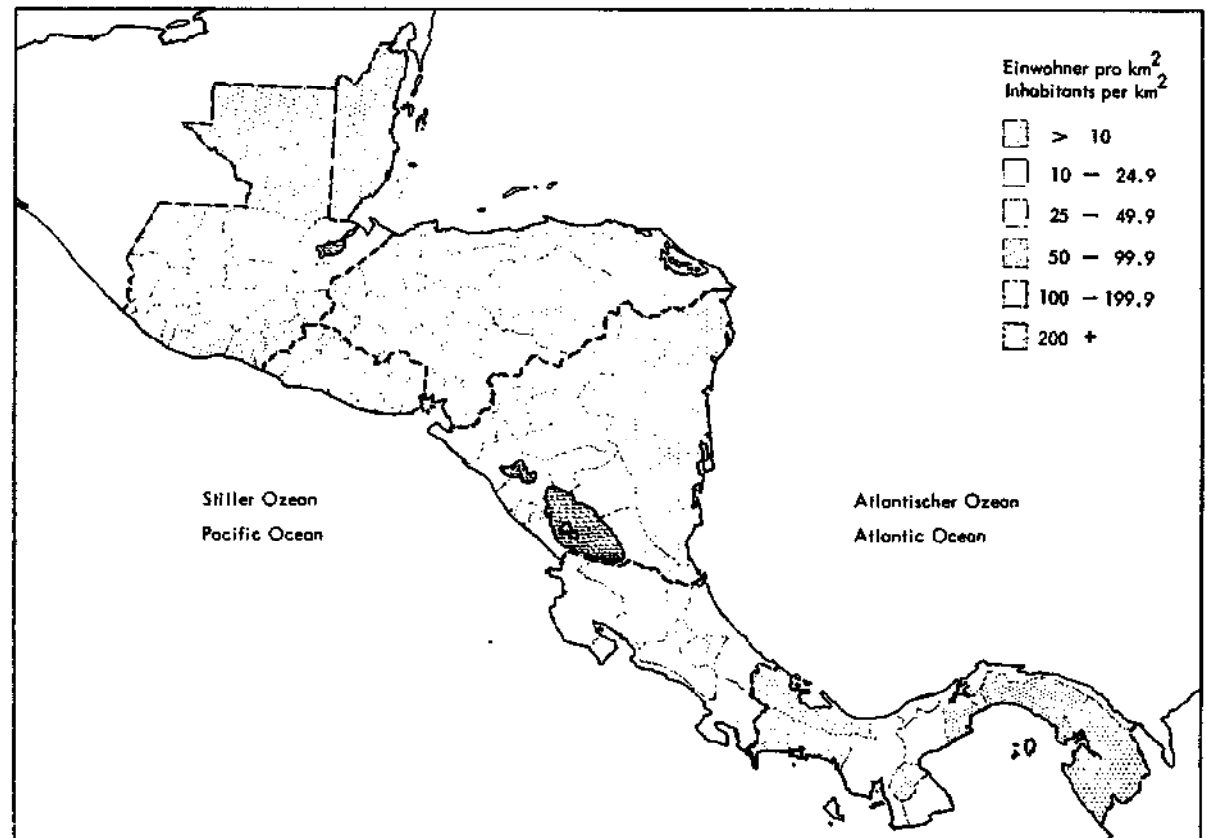 Einwohner pro km²
Inhabitants per km²
> 10
10 — 24.9
25 — 49.9
50 — 99.9
100 — 199.9
200 +
Stiller Ozean
Pacific Ocean
Atlantischer Ozean
Atlantic Ocean